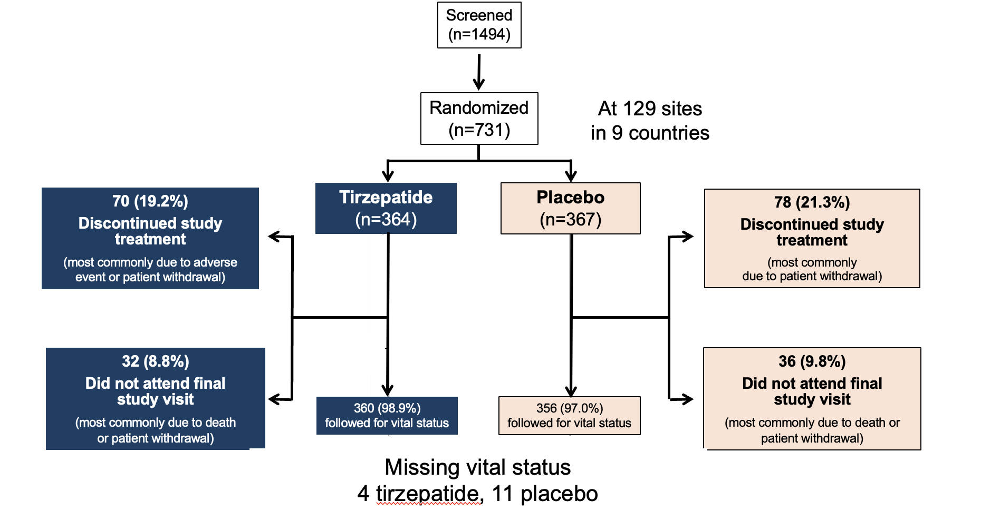 Screened
(n=1494)
Randomized
(n=731)
At 129 sites
in 9 countries
Tirzepatide
(n=364)
Placebo
(n=367)
70 (19.2%)
Discontinued study
treatment
(most commonly due to adverse
event or patient withdrawal)
78 (21.3%)
Discontinued study
treatment
(most commonly
due to patient withdrawal)
32 (8.8%)
Did not attend final
study visit
(most commonly due to death
or patient withdrawal)
360 (98.9%)
followed for vital status
356 (97.0%)
followed for vital status
36 (9.8%)
Did not attend final
study visit
(most commonly due to death or
patient withdrawal)
Missing vital status
4 tirzepatide, 11 placebo